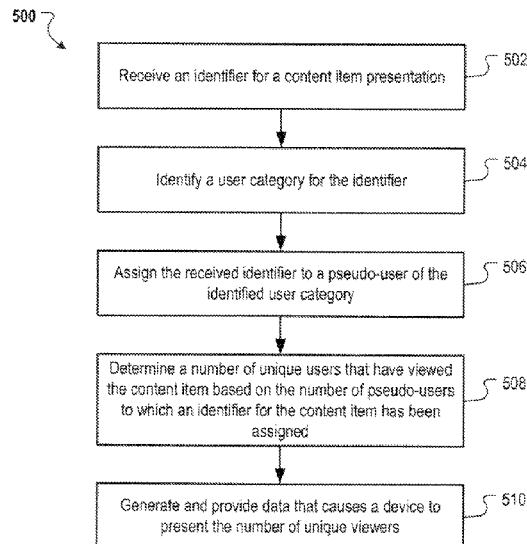 500
Receive an identifier for a content item presentation
502
Identify a user category for the identifier
504
Assign the received identifier to a pseudo-user of the
identified user category
506
Determine a number of unique users that have viewed
the content item based on the number of pseudo-users
to which an identifier for the content item has been
assigned
508
Generate and provide data that causes a device to
present the number of unique viewers
510